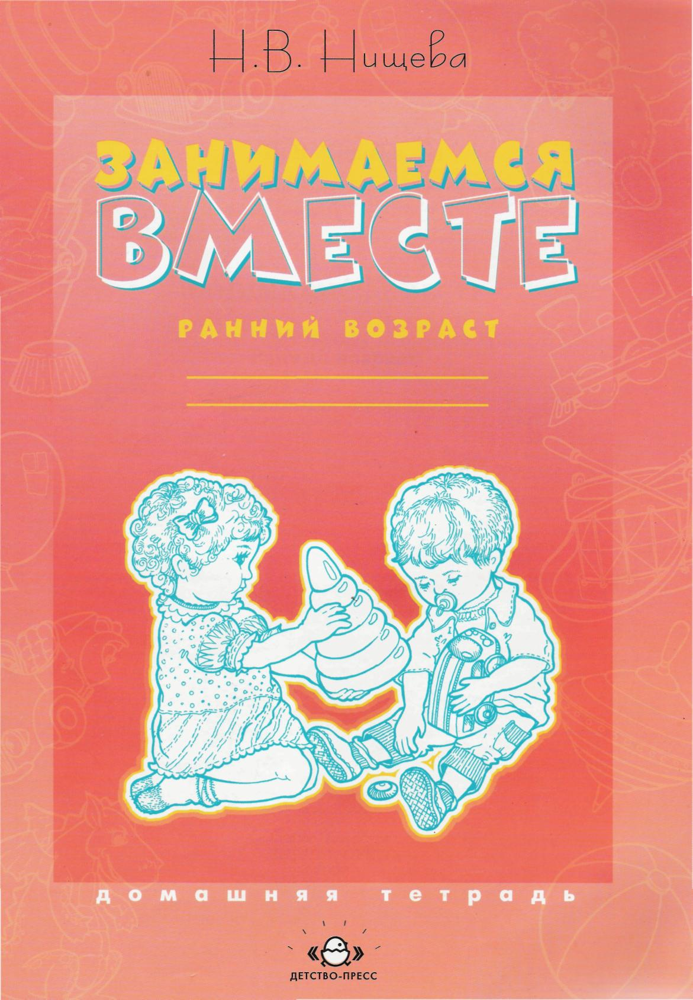 Н.В. Нищева
ЗАНИМАЕМСЯ
ВМЕСТЕ
РАННИЙ ВОЗРАСТ
домашняя тетрадь
ДЕТСТВО-ПРЕСС